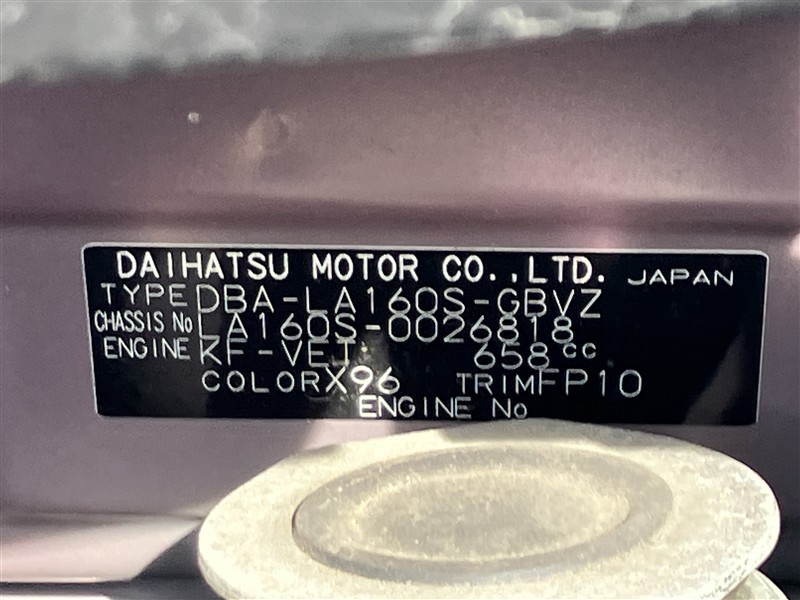 DAIHATSU MOTOR CO.,LTD. JAPAN
TYPE DBA-LA160S-GBVZ
CHASSIS No LA160S-0026818
ENGINE KF-VET 658cc
COLOR X96 TRIM FP10
ENGINE No